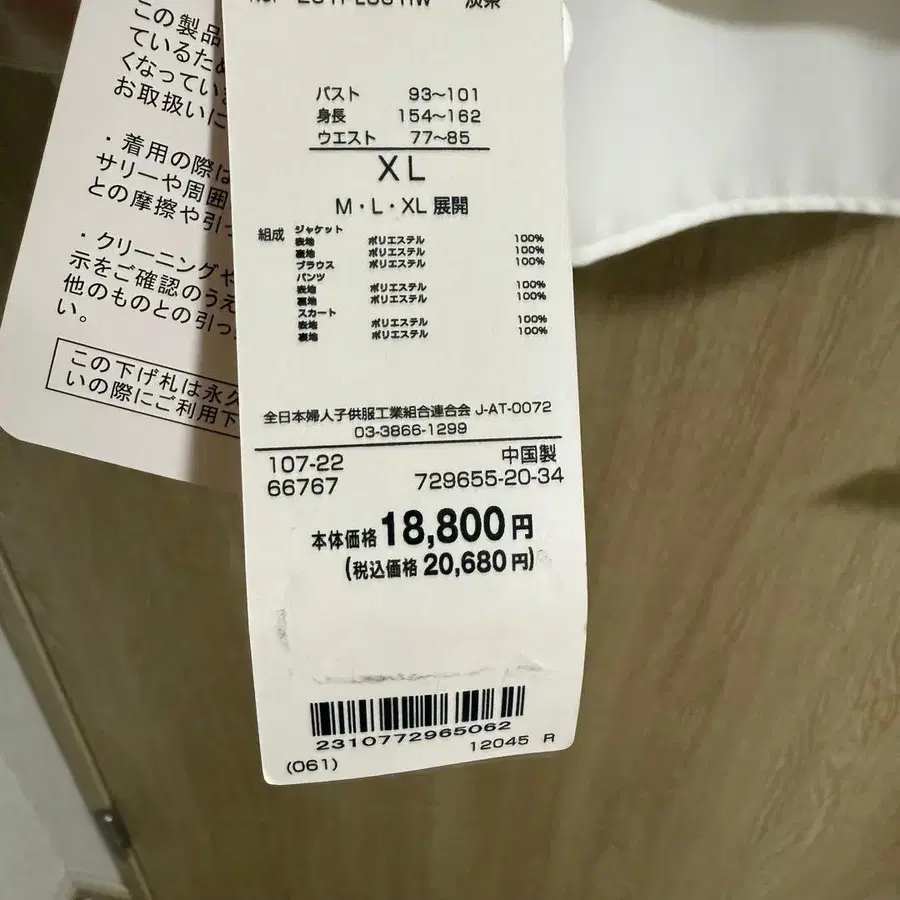 この製品
ているため
くなってい
お取扱いに
・着用の際は
サリーや周囲
との摩擦や引っ
・クリーニングや
示をご確認のうえ
他のものとの引っ
い。
この下げ札は永久
いの際にご利用下
バスト 93〜101
身長 154〜162
ウエスト 77〜85
XL
M・L・XL 展開
組成 ジャケット
表地 ポリエステル 100%
裏地 ポリエステル 100%
ブラウス ポリエステル 100%
パンツ
表地 ポリエステル 100%
裏地 ポリエステル 100%
スカート
表地 ポリエステル 100%
裏地 ポリエステル 100%
全日本婦人子供服工業組合連合会 J-AT-0072
03-3866-1299
107-22 中国製
66767 729655-20-34
本体価格 18,800円
(税込価格 20,680円)
2310772965062
(061) 12045 R